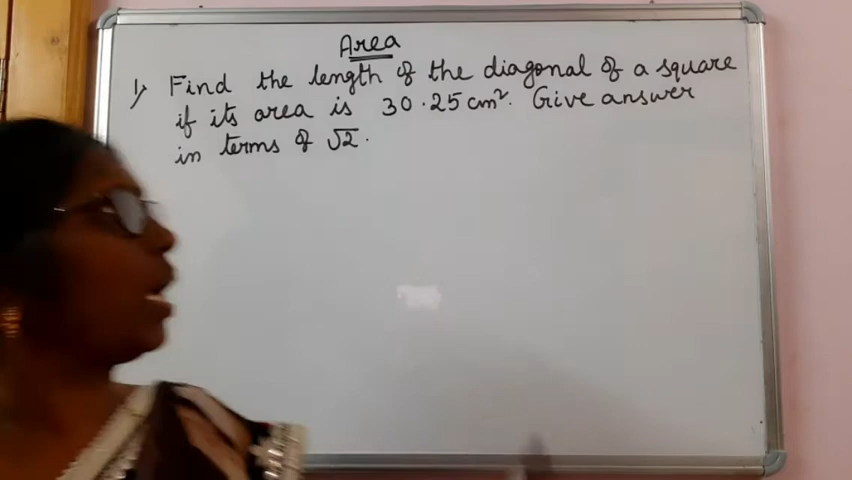 Area
1) Find the length of the diagonal of a square
if its area is 30.25 cm². Give answer
in terms of √2.